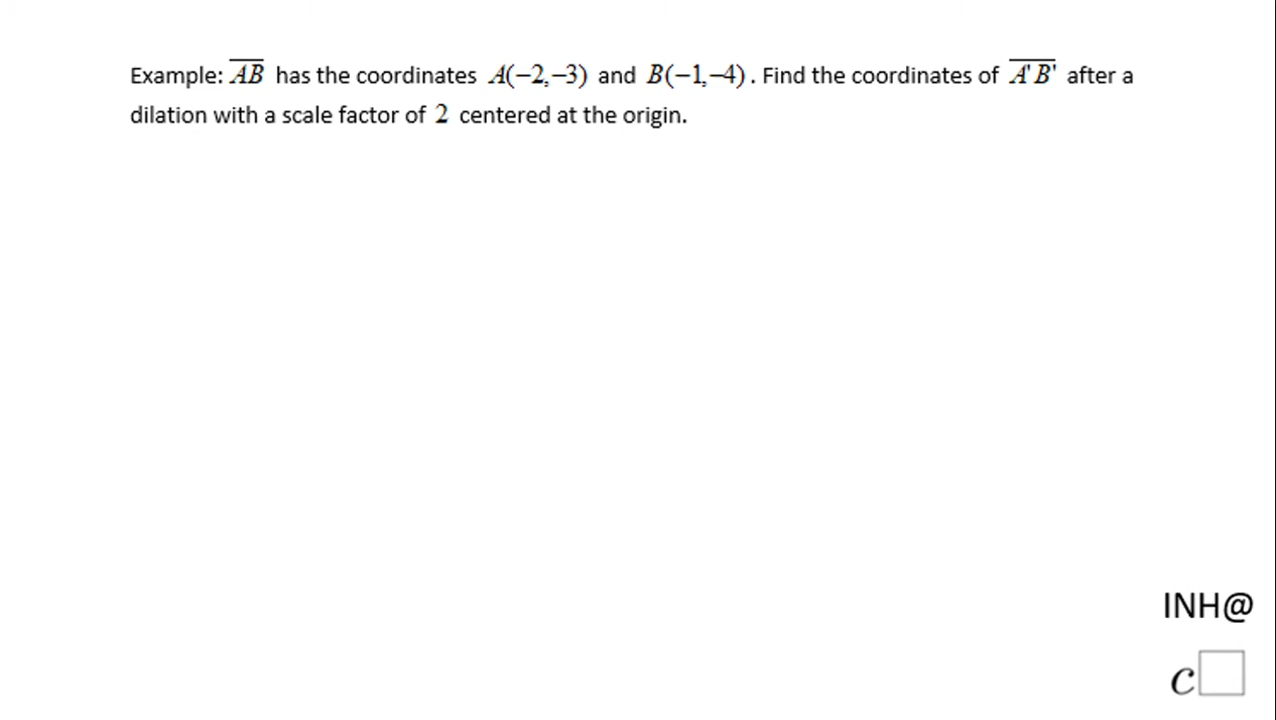 Example: AB has the coordinates A(−2,−3) and B(−1,−4). Find the coordinates of A'B' after a
dilation with a scale factor of 2 centered at the origin.
INH@
c